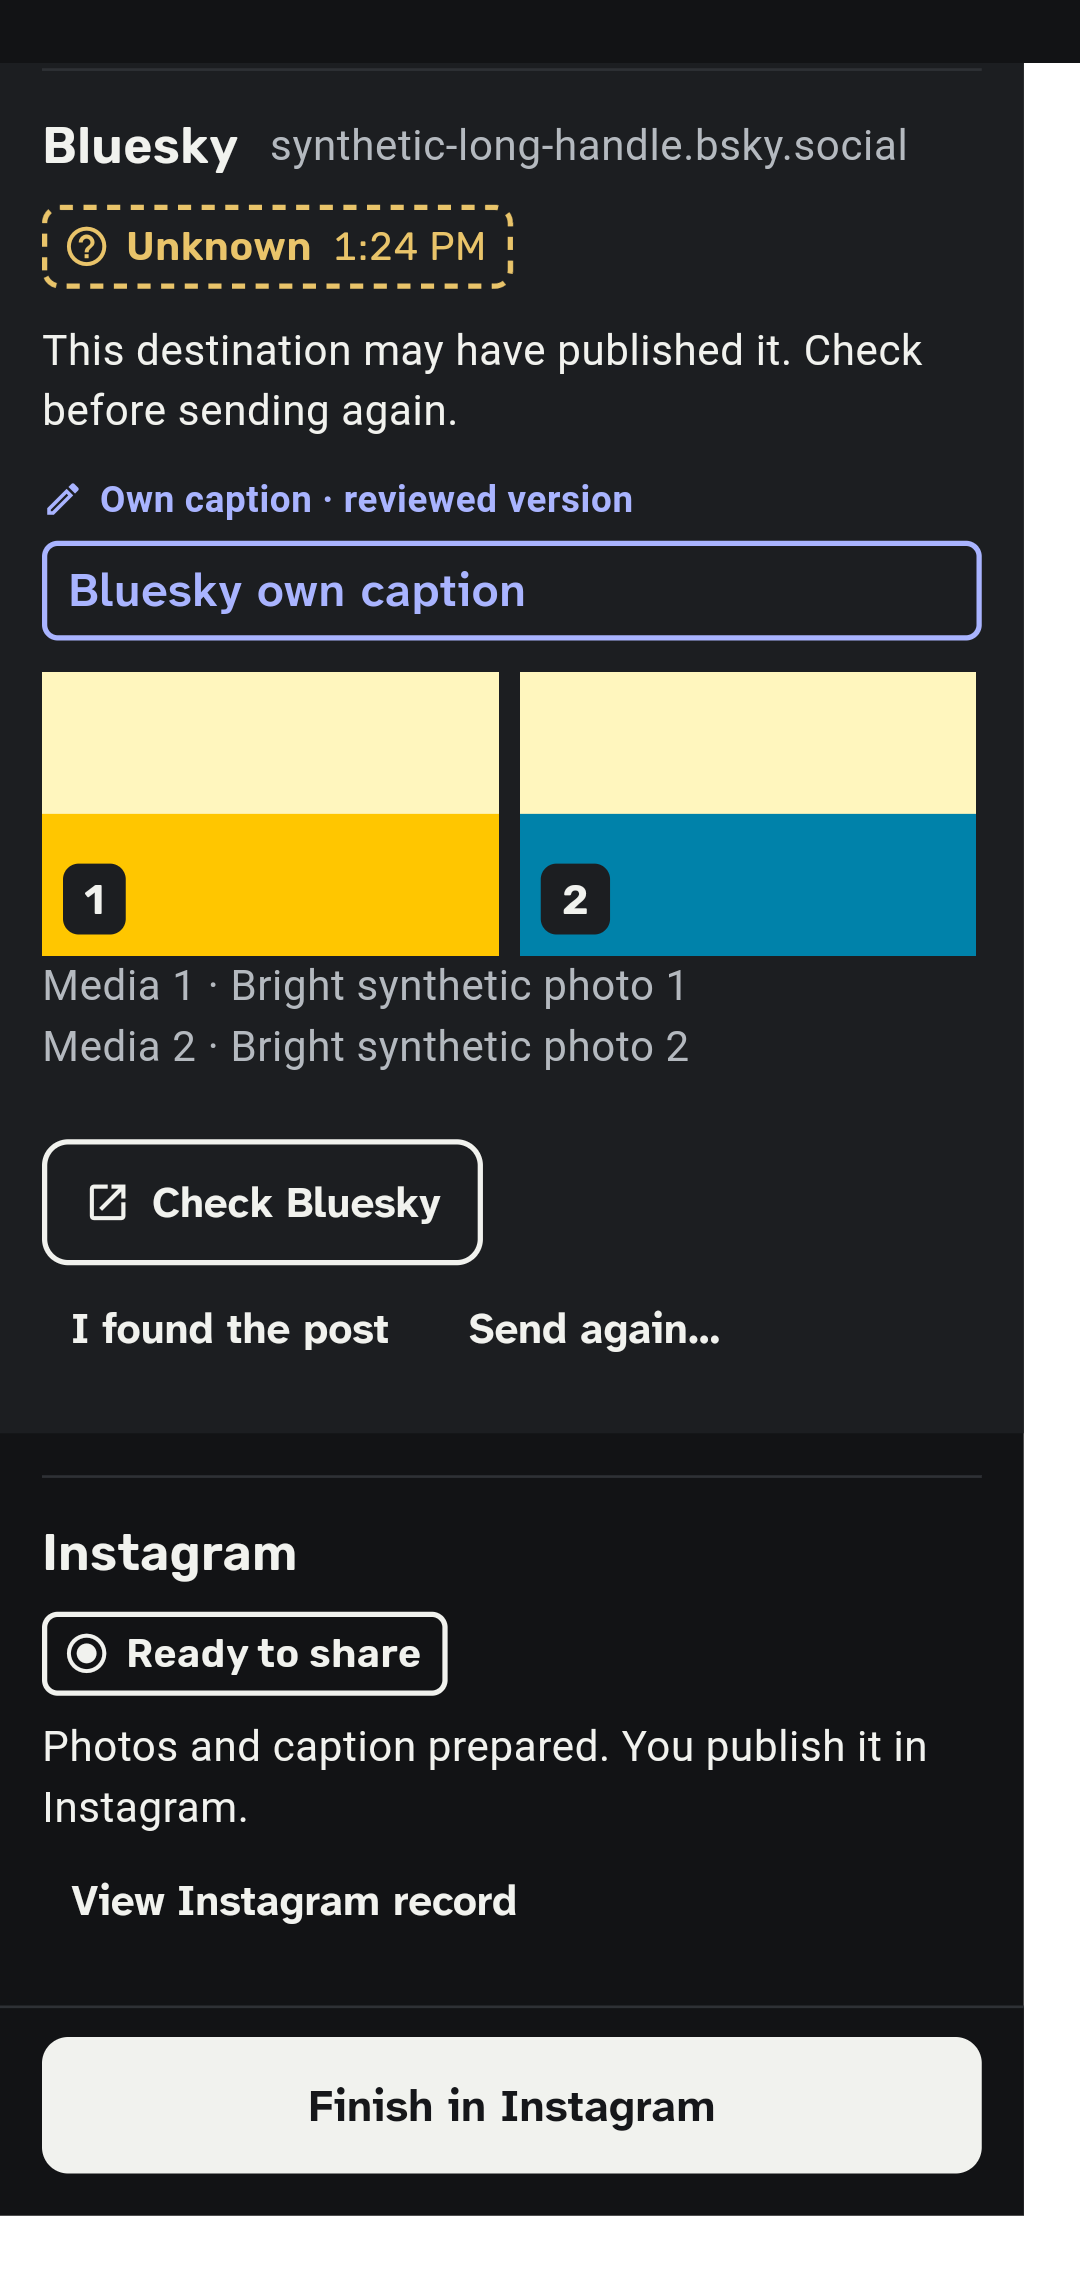 Bluesky synthetic-long-handle.bsky.social
Unknown 1:24 PM
This destination may have published it. Check
before sending again.
Own caption · reviewed version
Bluesky own caption
1 2
Media 1 · Bright synthetic photo 1
Media 2 · Bright synthetic photo 2
Check Bluesky
I found the post Send again...
Instagram
Ready to share
Photos and caption prepared. You publish it in
Instagram.
View Instagram record
Finish in Instagram